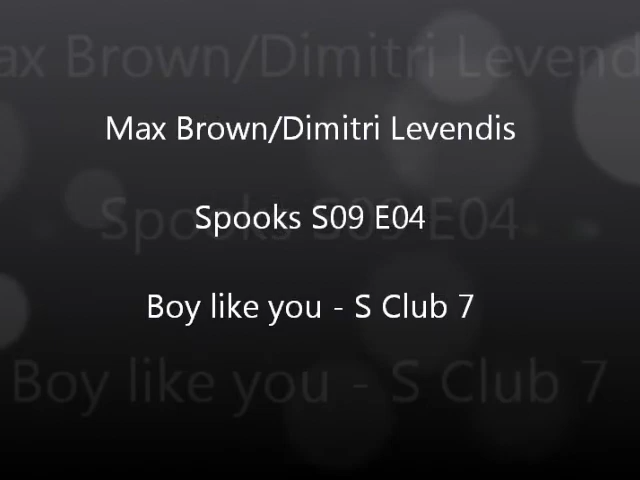 Max Brown/Dimitri Levendis
Spooks S09 E04
Boy like you - S Club 7